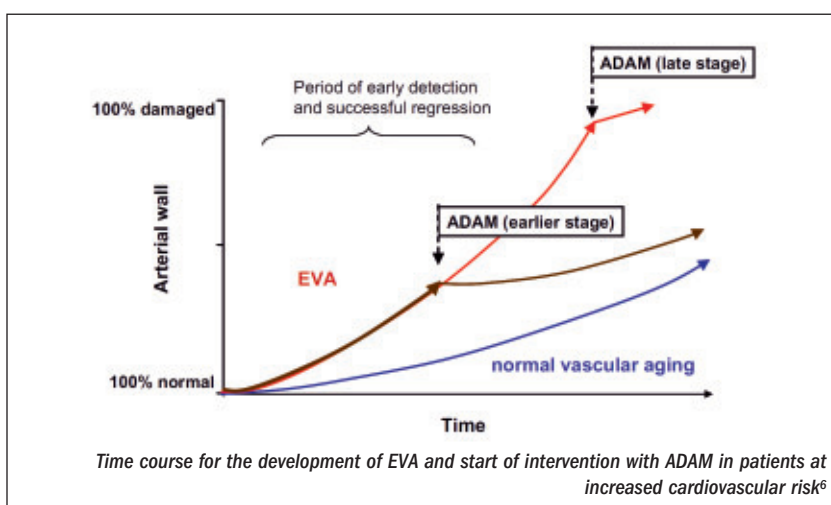 ADAM (late stage)
Period of early detection
and successful regression
100% damaged
ADAM (earlier stage)
Arterial wall
EVA
normal vascular aging
100% normal
Time
Time course for the development of EVA and start of intervention with ADAM in patients at
increased cardiovascular risk⁶